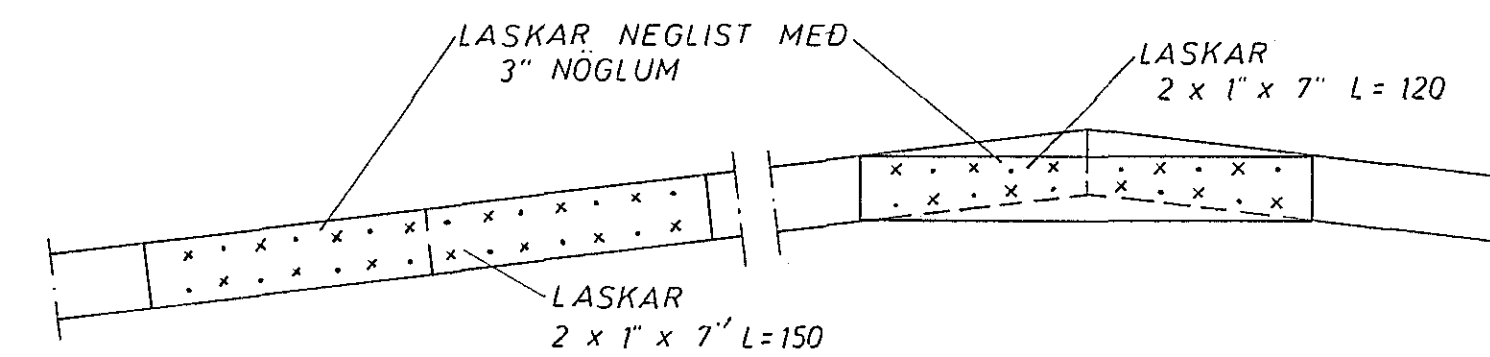 LASKAR NEGLIST MEÐ
3" NÖGLUM
LASKAR
2 x 1" x 7" L = 120
LASKAR
2 x 1" x 7" L = 150